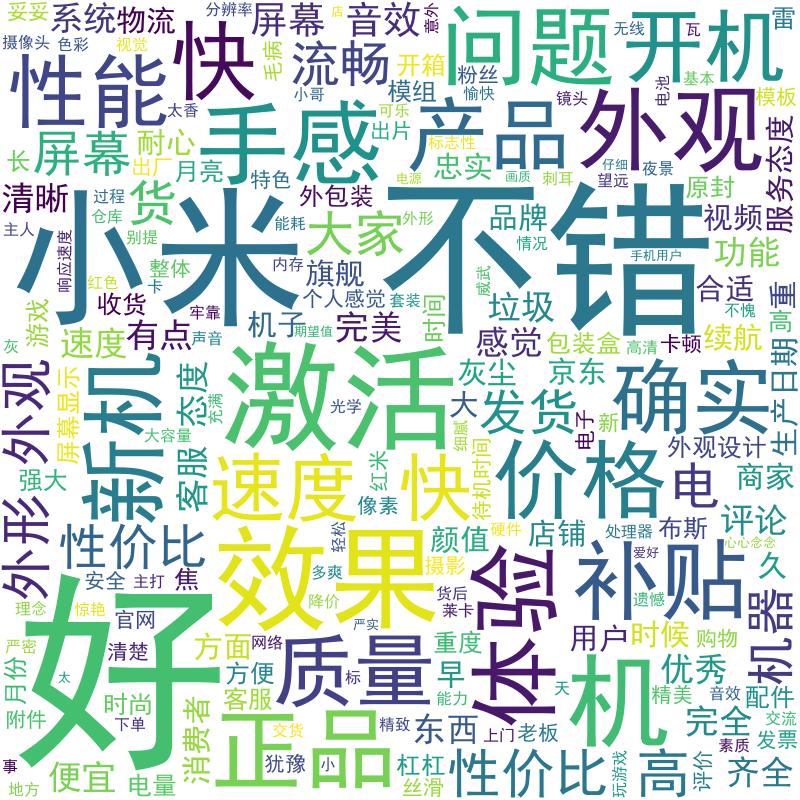 妥妥
系统
物流
快
分辨率
店
屏幕
音效
意外
问题
开机
无线
瓦
雷
摄像头
色彩
视觉
毛病
流畅
开箱
粉丝
愉快
镜头
电池
基本
模板
性能
太香
小哥
模组
可乐
出片
标志性
手感
产品
外观
服务态度
长
屏幕
耐心
出厂
月亮
忠实
电源
画质
刺耳
仔细
望远
夜景
原封
清晰
过程
仓库
货
特色
外包装
大家
外形
品牌
情况
视频
功能
手机用户
主人
响应速度
别提
能耗
小米
不错
整体
卡
内存
旗舰
个人感觉
套装
威武
垃圾
合适
重
不愧
红色
游戏
收货
牢靠
机子
期望值
完美
时间
灰
速度
有点
声音
感觉
包装盒
高清
卡顿
续航
高
生产日期
外观
外形
屏幕显示
新机
态度
充满
光学
激活
灰尘
京东
确实
大
细腻
发货
电子
新
大容量
客服
强大
速度
快
红米
待机时间
价格
电
外观设计
商家
像素
轻松
颜值
硬件
店铺
处理器
布斯
评论
心心念念
性价比
效果
体验
补贴
爱好
久
安全
主打
焦
多爽
摄影
降价
货后
莱卡
遗憾
机器
理念
惊艳
官网
严实
用户
时候
购物
严密
月份
清楚
方面
网络
质量
重度
机
优秀
太
好
方便
标
早
能力
天
精美
音效
配件
附件
时尚
下单
消费者
客服
正品
交货
精致
东西
上门
老板
完全
交流
发票
素质
事
地方
便宜
电量
犹豫
小
杠杠
丝滑
性价比
玩游戏
高
评价
齐全